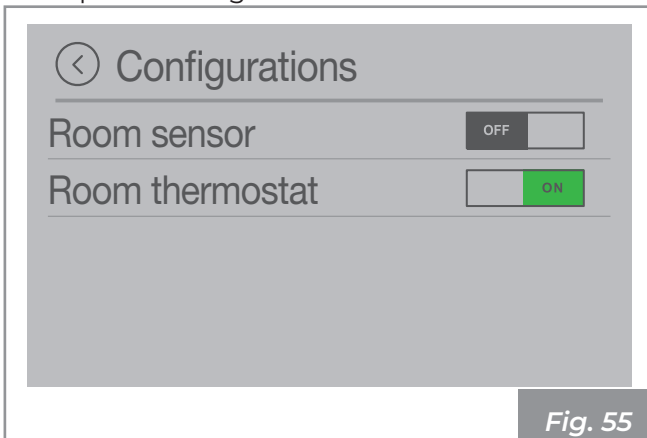 Configurations
Room sensor OFF
Room thermostat ON
Fig. 55